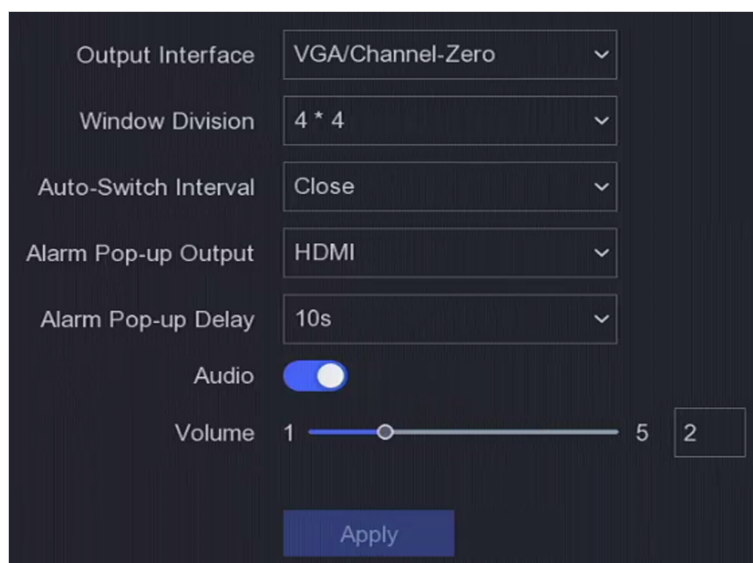 Output Interface VGA/Channel-Zero
Window Division 4 * 4
Auto-Switch Interval Close
Alarm Pop-up Output HDMI
Alarm Pop-up Delay 10s
Audio
Volume 1 5 2
Apply